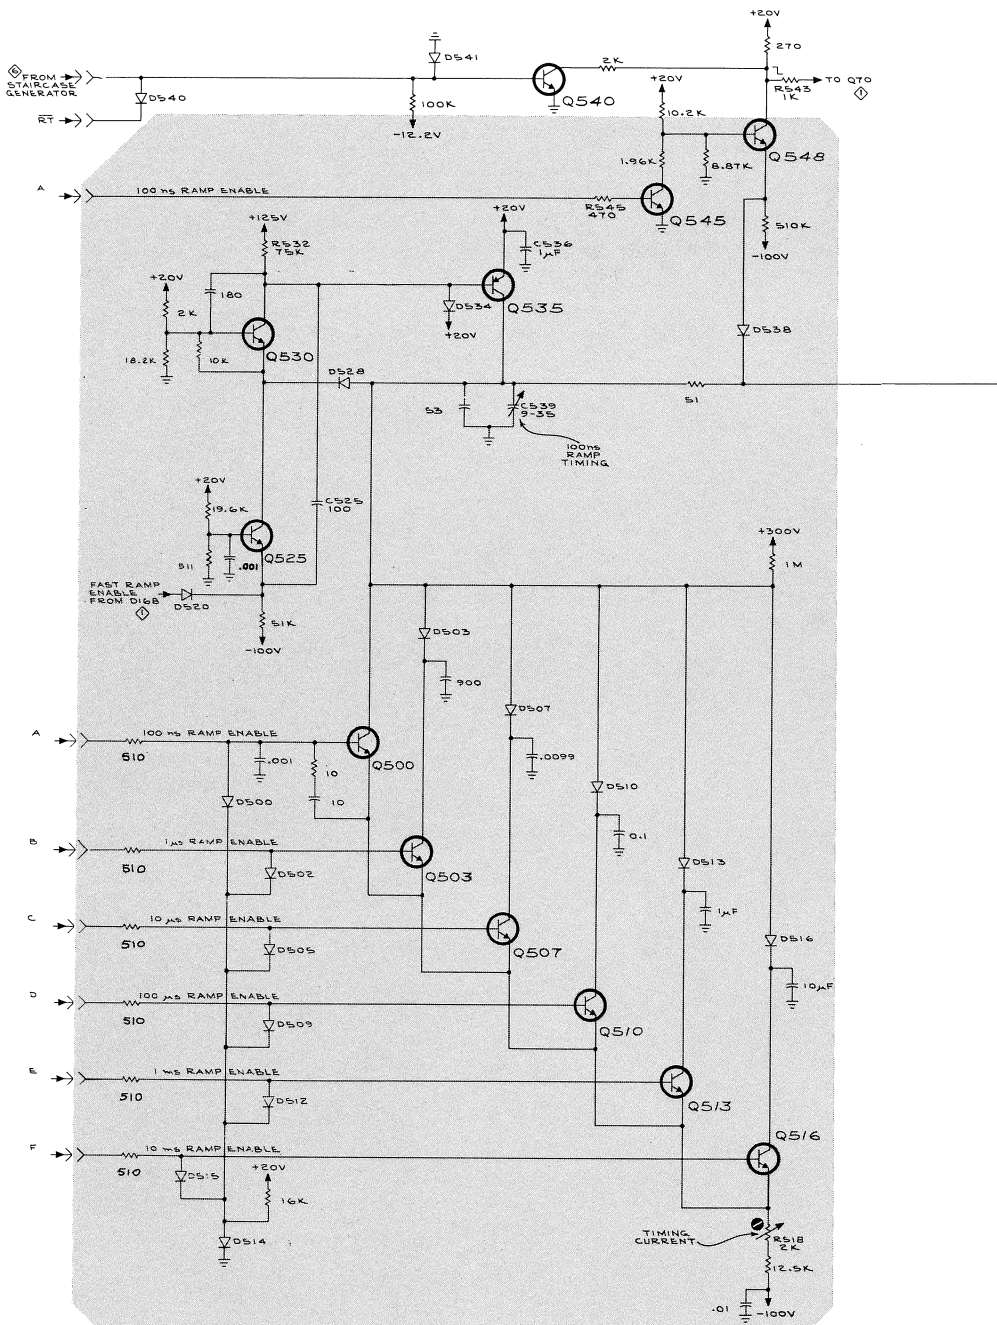 +20V
270
D541
2K
6 FROM
STAIRCASE
GENERATOR
D540
Q540
+20V
R543
1K
TO Q70
1
100K
-12.2V
RT
10.2K
Q548
1.96K
8.87K
A
100 ns RAMP ENABLE
R545
470
Q545
510K
-100V
+125V
R532
75K
+20V
C536
1µF
+20V
180
2K
Q535
D534
+20V
18.2K
10K
Q530
D538
D528
53
C539
9-35
51
100ns
RAMP
TIMING
+20V
19.6K
C525
100
Q525
511
.001
+300V
1M
FAST RAMP
ENABLE
FROM D168
1
D520
51K
-100V
D503
900
D507
.0099
A
100 ns RAMP ENABLE
510
.001
10
Q500
D500
10
D510
0.1
B
1 µs RAMP ENABLE
510
D502
Q503
D513
1µF
C
10 µs RAMP ENABLE
510
D505
Q507
D516
10µF
D
100 µs RAMP ENABLE
510
D509
Q510
E
1 ms RAMP ENABLE
510
D512
Q513
F
10 ms RAMP ENABLE
510
D515
Q516
+20V
16K
D514
TIMING
CURRENT
R518
2K
12.5K
.01
-100V